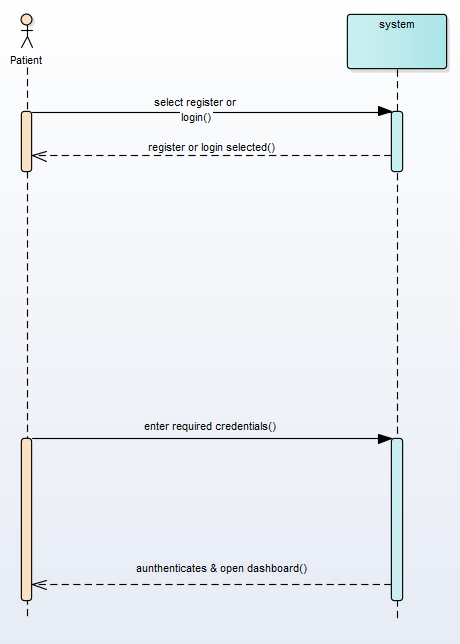 system
Patient
select register or
login()
register or login selected()
enter required credentials()
aunthenticates & open dashboard()